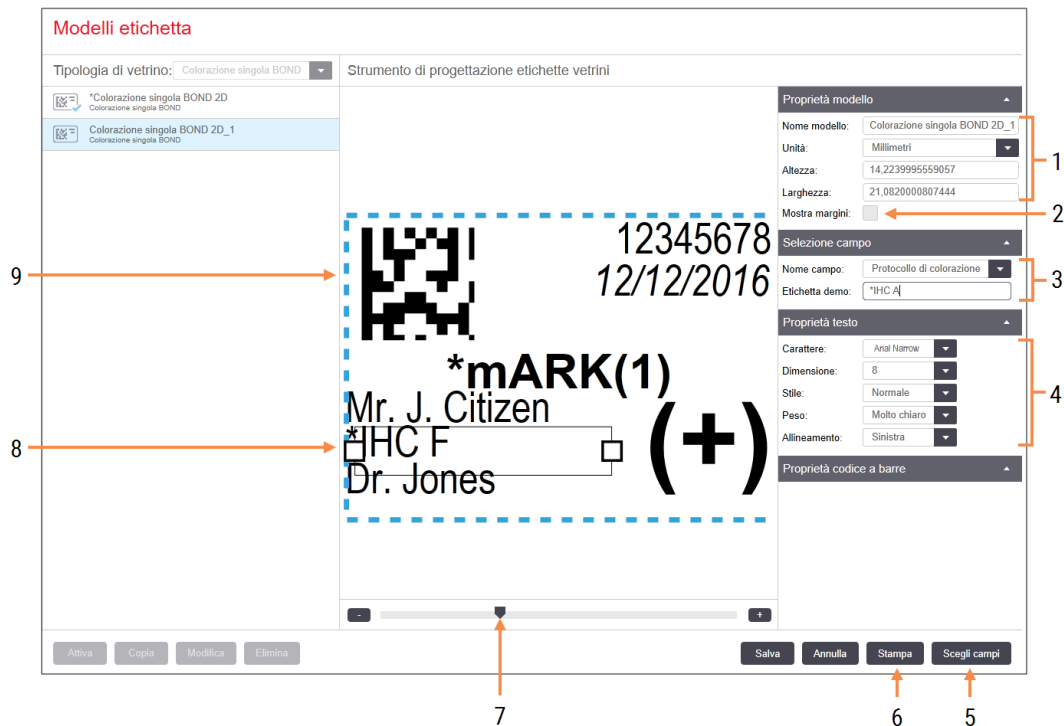 Modelli etichetta
Tipologia di vetrino: Colorazione singola BOND
Strumento di progettazione etichette vetrini
*Colorazione singola BOND 2D
Colorazione singola BOND
Colorazione singola BOND 2D_1
Colorazione singola BOND
Proprietà modello
Nome modello: Colorazione singola BOND 2D_1
Unità: Millimetri
Altezza: 14,2239995559057
Larghezza: 21,0820000807444
Mostra margini:
1
2
Selezione campo
Nome campo: Protocollo di colorazione
Etichetta demo: *IHC A
3
Proprietà testo
Carattere: Arial Narrow
Dimensione: 8
Stile: Normale
Peso: Molto chiaro
Allineamento: Sinistra
4
Proprietà codice a barre
9
12345678
12/12/2016
*mARK(1)
Mr. J. Citizen
8
*IHC F
(+)
Dr. Jones
- +
Attiva Copia Modifica Elimina
Salva Annulla Stampa Scegli campi
7 6 5